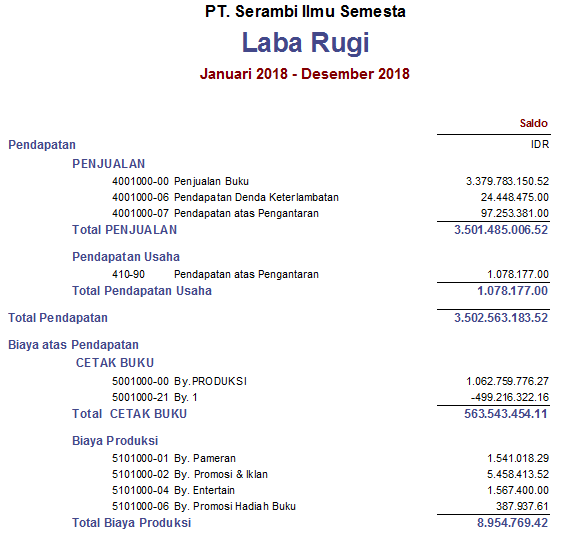 PT. Serambi Ilmu Semesta
Laba Rugi
Januari 2018 - Desember 2018
Saldo
Pendapatan IDR
PENJUALAN
4001000-00 Penjualan Buku 3.379.783.150.52
4001000-06 Pendapatan Denda Keterlambatan 24.448.475.00
4001000-07 Pendapatan atas Pengantaran 97.253.381.00
Total PENJUALAN 3.501.485.006.52
Pendapatan Usaha
410-90 Pendapatan atas Pengantaran 1.078.177.00
Total Pendapatan Usaha 1.078.177.00
Total Pendapatan 3.502.563.183.52
Biaya atas Pendapatan
CETAK BUKU
5001000-00 By.PRODUKSI 1.062.759.776.27
5001000-21 By. 1 -499.216.322.16
Total CETAK BUKU 563.543.454.11
Biaya Produksi
5101000-01 By. Pameran 1.541.018.29
5101000-02 By. Promosi & Iklan 5.458.413.52
5101000-04 By. Entertain 1.567.400.00
5101000-06 By. Promosi Hadiah Buku 387.937.61
Total Biaya Produksi 8.954.769.42